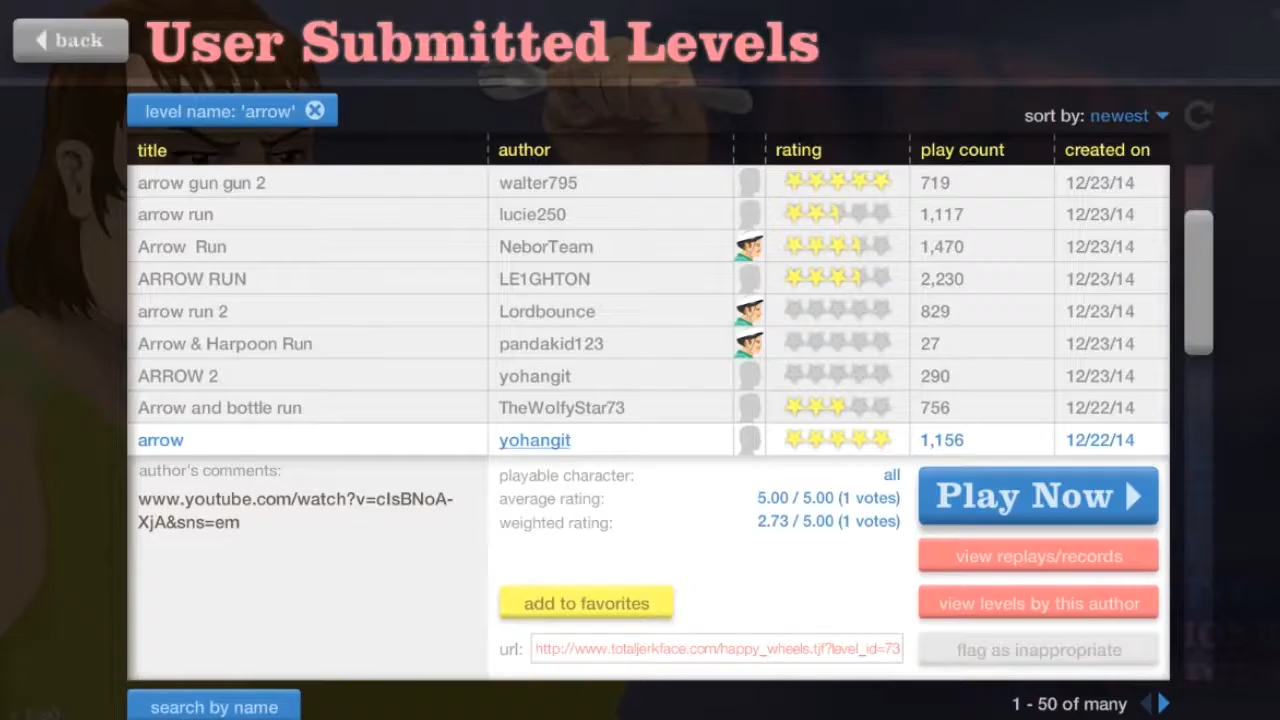 back
User Submitted Levels
level name: 'arrow'
sort by: newest
title author rating play count created on
arrow gun gun 2 walter795 719 12/23/14
arrow run lucie250 1,117 12/23/14
Arrow Run NeborTeam 1,470 12/23/14
ARROW RUN LE1GHTON 2,230 12/23/14
arrow run 2 Lordbounce 829 12/23/14
Arrow & Harpoon Run pandakid123 27 12/23/14
ARROW 2 yohangit 290 12/23/14
Arrow and bottle run TheWolfyStar73 756 12/22/14
arrow yohangit 1,156 12/22/14
author's comments:
www.youtube.com/watch?v=cIsBNoA-
XjA&sns=em
playable character: all
average rating: 5.00 / 5.00 (1 votes)
weighted rating: 2.73 / 5.00 (1 votes)
add to favorites
url: http://www.totaljerkface.com/happy_wheels.tjf?level_id=73
Play Now
view replays/records
view levels by this author
flag as inappropriate
search by name
1 - 50 of many